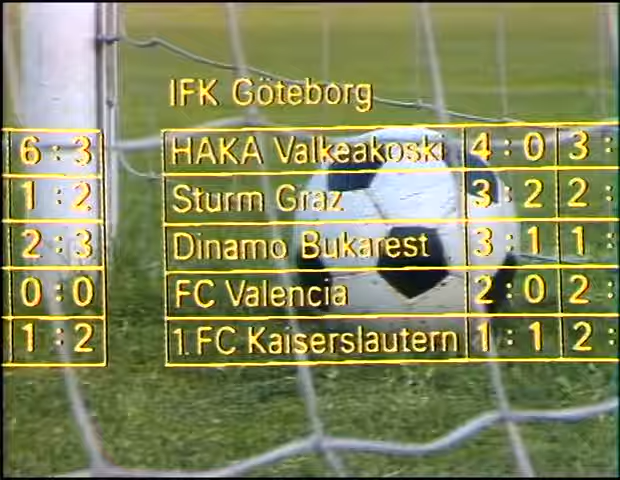 IFK Göteborg
6:3 HAKA Valkeakoski 4:0 3:
1:2 Sturm Graz 3:2 2:
2:3 Dinamo Bukarest 3:1 1:
0:0 FC Valencia 2:0 2:
1:2 1.FC Kaiserslautern 1:1 2: